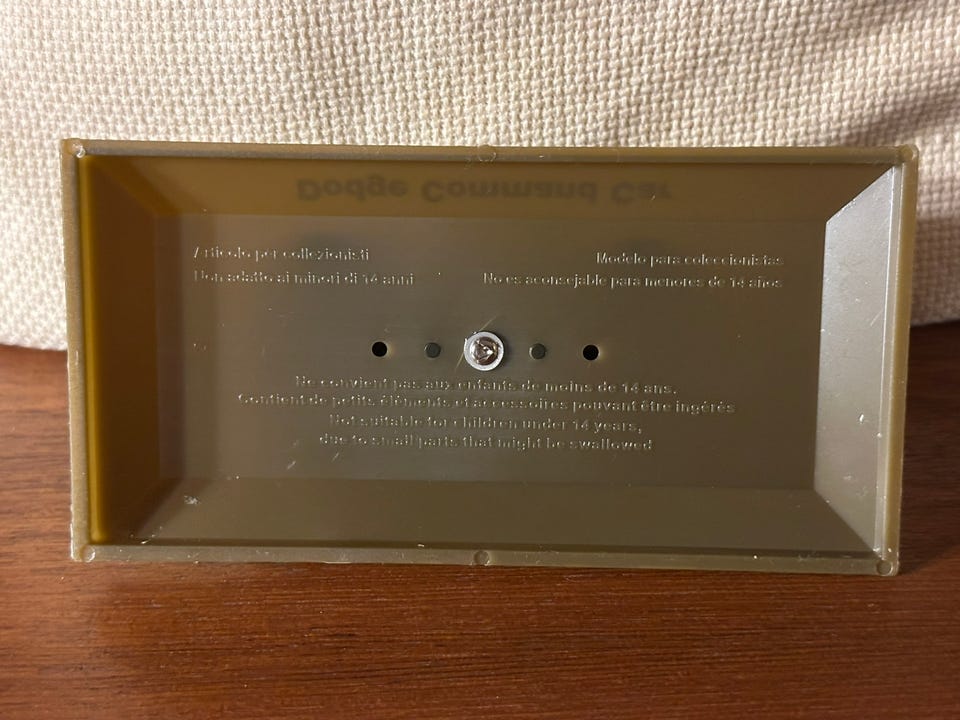 Dodge Command Car
Articolo per collezionisti
Non adatto ai minori di 14 anni
Modelo para coleccionistas
No es aconsejable para menores de 14 años
Ne convient pas aux enfants de moins de 14 ans.
Contient de petits éléments et accessoires pouvant être ingérés
Not suitable for children under 14 years,
due to small parts that might be swallowed